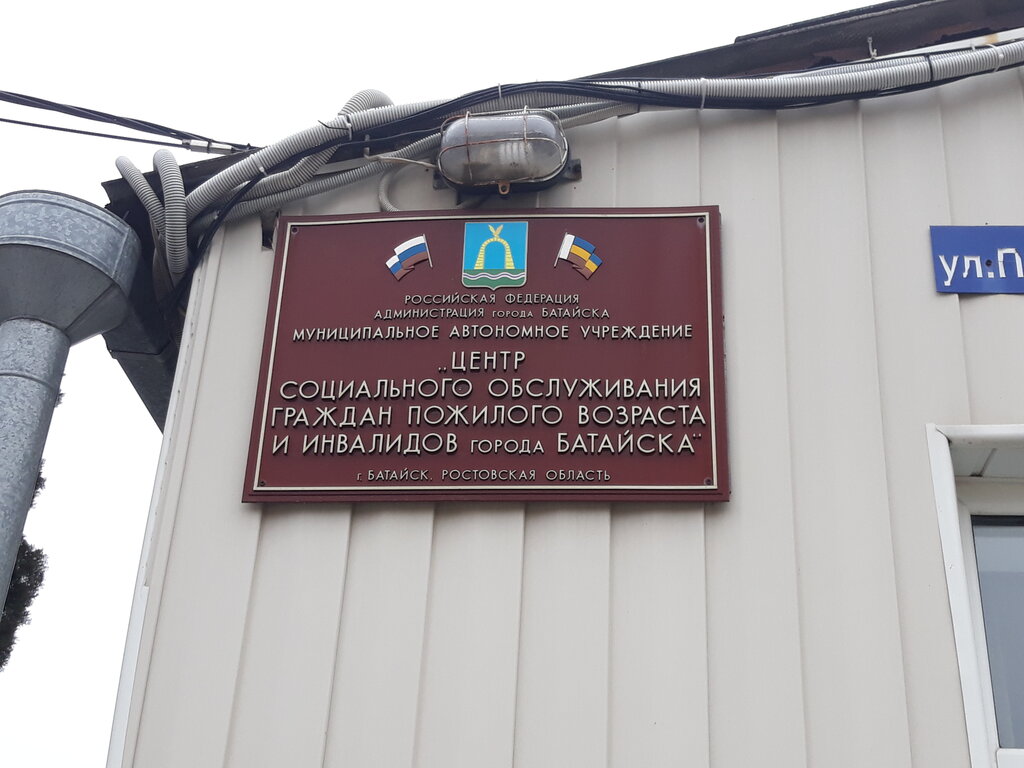 РОССИЙСКАЯ ФЕДЕРАЦИЯ
АДМИНИСТРАЦИЯ ГОРОДА БАТАЙСКА
МУНИЦИПАЛЬНОЕ АВТОНОМНОЕ УЧРЕЖДЕНИЕ
„ЦЕНТР
СОЦИАЛЬНОГО ОБСЛУЖИВАНИЯ
ГРАЖДАН ПОЖИЛОГО ВОЗРАСТА
И ИНВАЛИДОВ ГОРОДА БАТАЙСКА"
г. БАТАЙСК. РОСТОВСКАЯ ОБЛАСТЬ
ул.